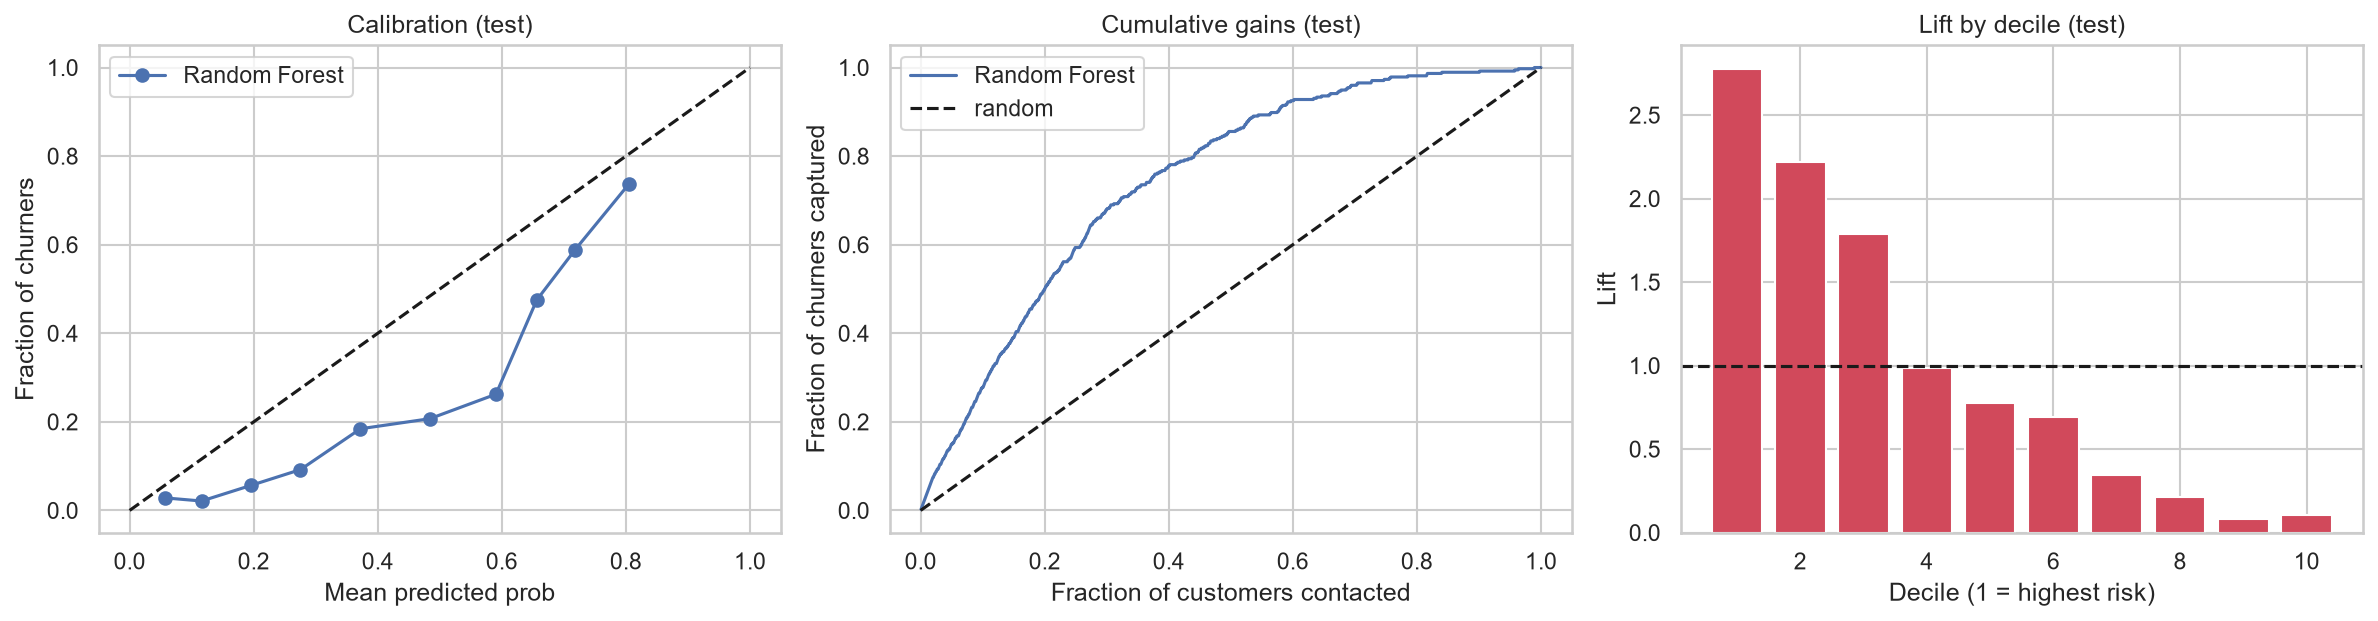 Calibration (test)
Random Forest
1.0
0.8
0.6
0.4
0.2
0.0
Fraction of churners
0.0 0.2 0.4 0.6 0.8 1.0
Mean predicted prob
Cumulative gains (test)
Random Forest
random
1.0
0.8
0.6
0.4
0.2
0.0
Fraction of churners captured
0.0 0.2 0.4 0.6 0.8 1.0
Fraction of customers contacted
Lift by decile (test)
2.5
2.0
1.5
1.0
0.5
0.0
Lift
2 4 6 8 10
Decile (1 = highest risk)